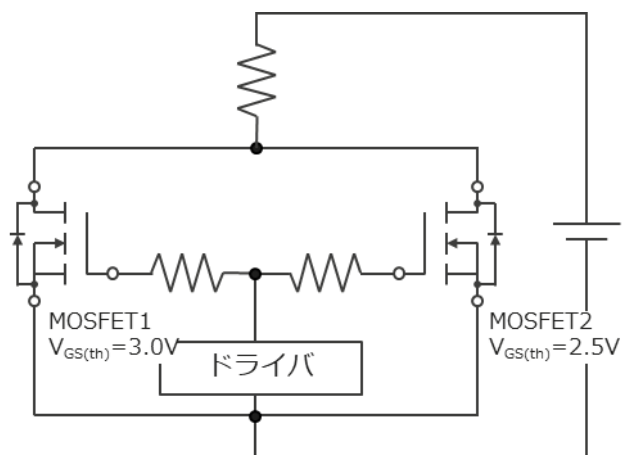 MOSFET1
VGS(th)=3.0V
MOSFET2
VGS(th)=2.5V
ドライバ